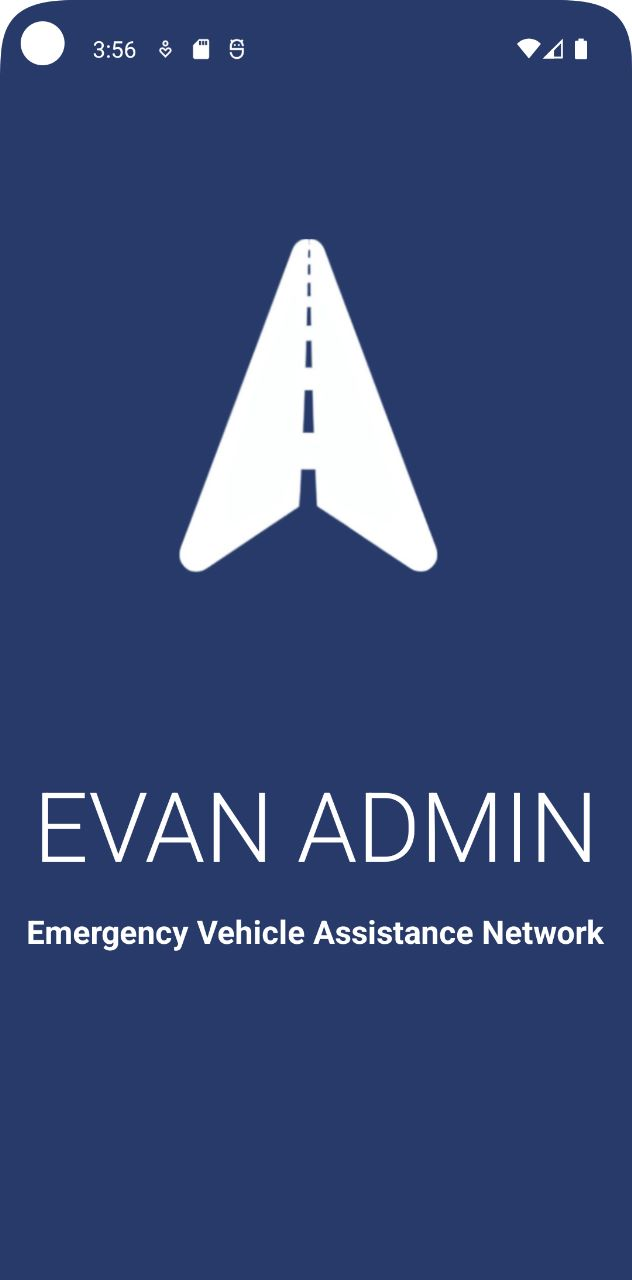 3:56
EVAN ADMIN
Emergency Vehicle Assistance Network